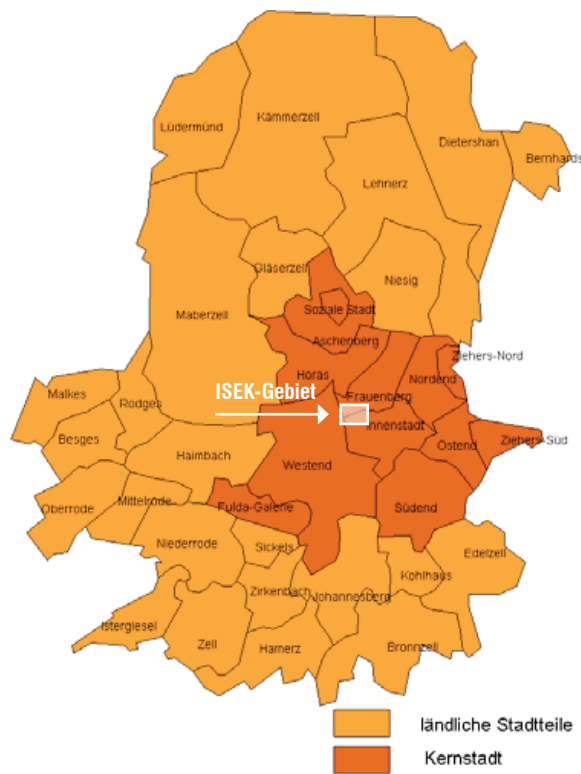 Lüdermünd
Kämmerzell
Dietershan
Bernhards
Lehnerz
Gläserzell
Niesig
Maberzell
Soziale Stadt
Aschenberg
Ziehers-Nord
Horas
Nordend
Malkes
Rodges
ISEK-Gebiet
Frauenberg
Innenstadt
Besges
Haimbach
Westend
Ostend
Ziehers-Süd
Oberrode
Mittelrode
Fulda-Galerie
Südend
Niederrode
Sickels
Edelzell
Kohlhaus
Zirkenbach
Johannesberg
Istergiesel
Zell
Harnerz
Bronnzell
ländliche Stadtteile
Kernstadt